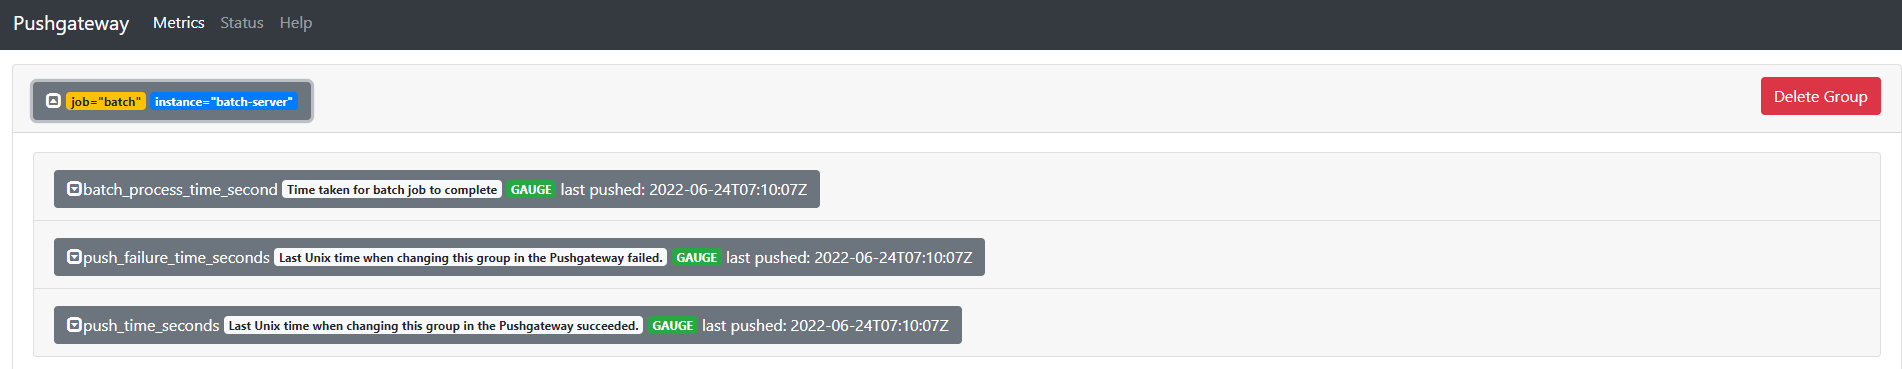 Pushgateway Metrics Status Help
job="batch" instance="batch-server" Delete Group
batch_process_time_second Time taken for batch job to complete GAUGE last pushed: 2022-06-24T07:10:07Z
push_failure_time_seconds Last Unix time when changing this group in the Pushgateway failed. GAUGE last pushed: 2022-06-24T07:10:07Z
push_time_seconds Last Unix time when changing this group in the Pushgateway succeeded. GAUGE last pushed: 2022-06-24T07:10:07Z